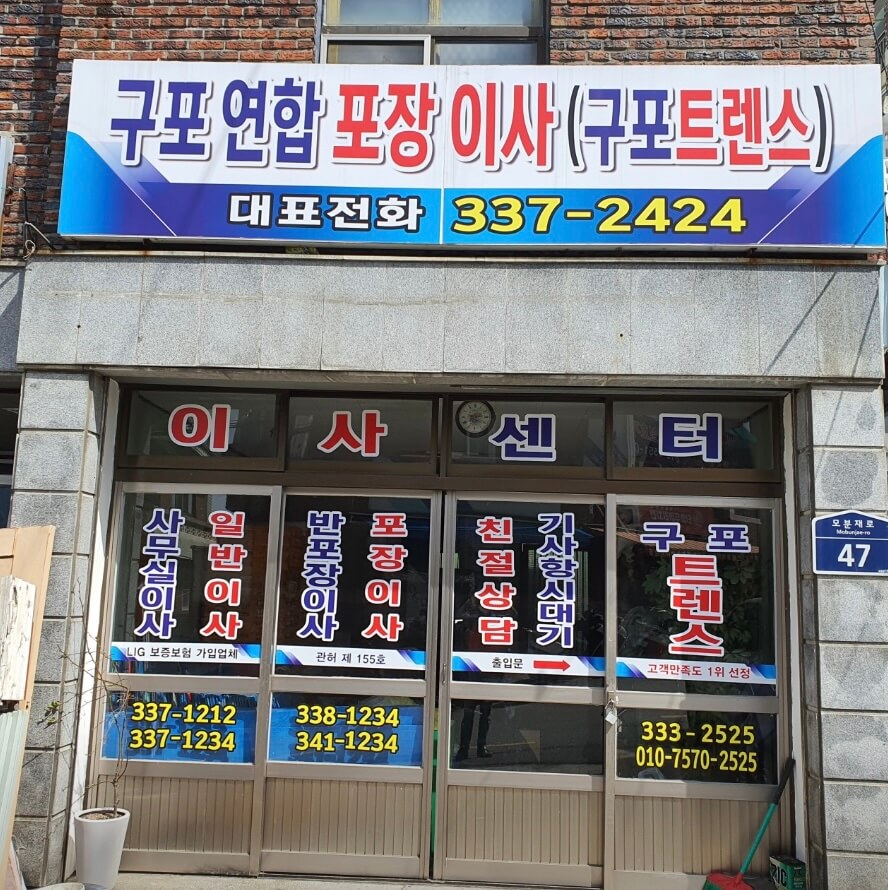 구포 연합 포장 이사 (구포트렌스)
대표전화 337-2424
이사센터
사무실이사
일반이사
LIG 보증보험 가입업체
337-1212
337-1234
반포장이사
포장이사
관허 제 155호
338-1234
341-1234
친절상담
기사항시대기
출입문
구포
트렌스
고객만족도 1위 선정
333-2525
010-7570-2525
모분재로
Mobunjae-ro
47